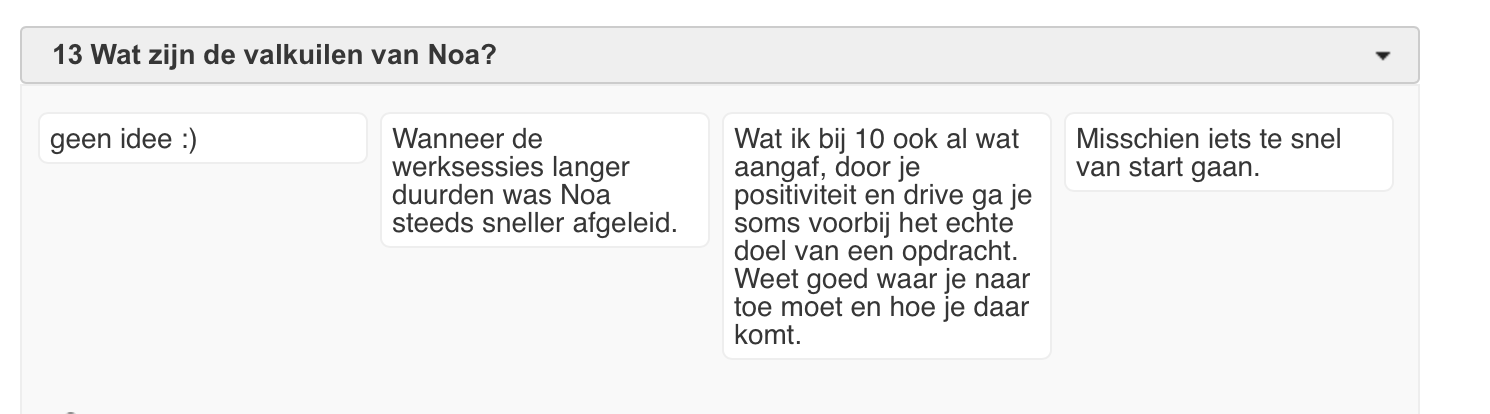 13 Wat zijn de valkuilen van Noa?
geen idee :)
Wanneer de
werksessies langer
duurden was Noa
steeds sneller afgeleid.
Wat ik bij 10 ook al wat
aangaf, door je
positiviteit en drive ga je
soms voorbij het echte
doel van een opdracht.
Weet goed waar je naar
toe moet en hoe je daar
komt.
Misschien iets te snel
van start gaan.